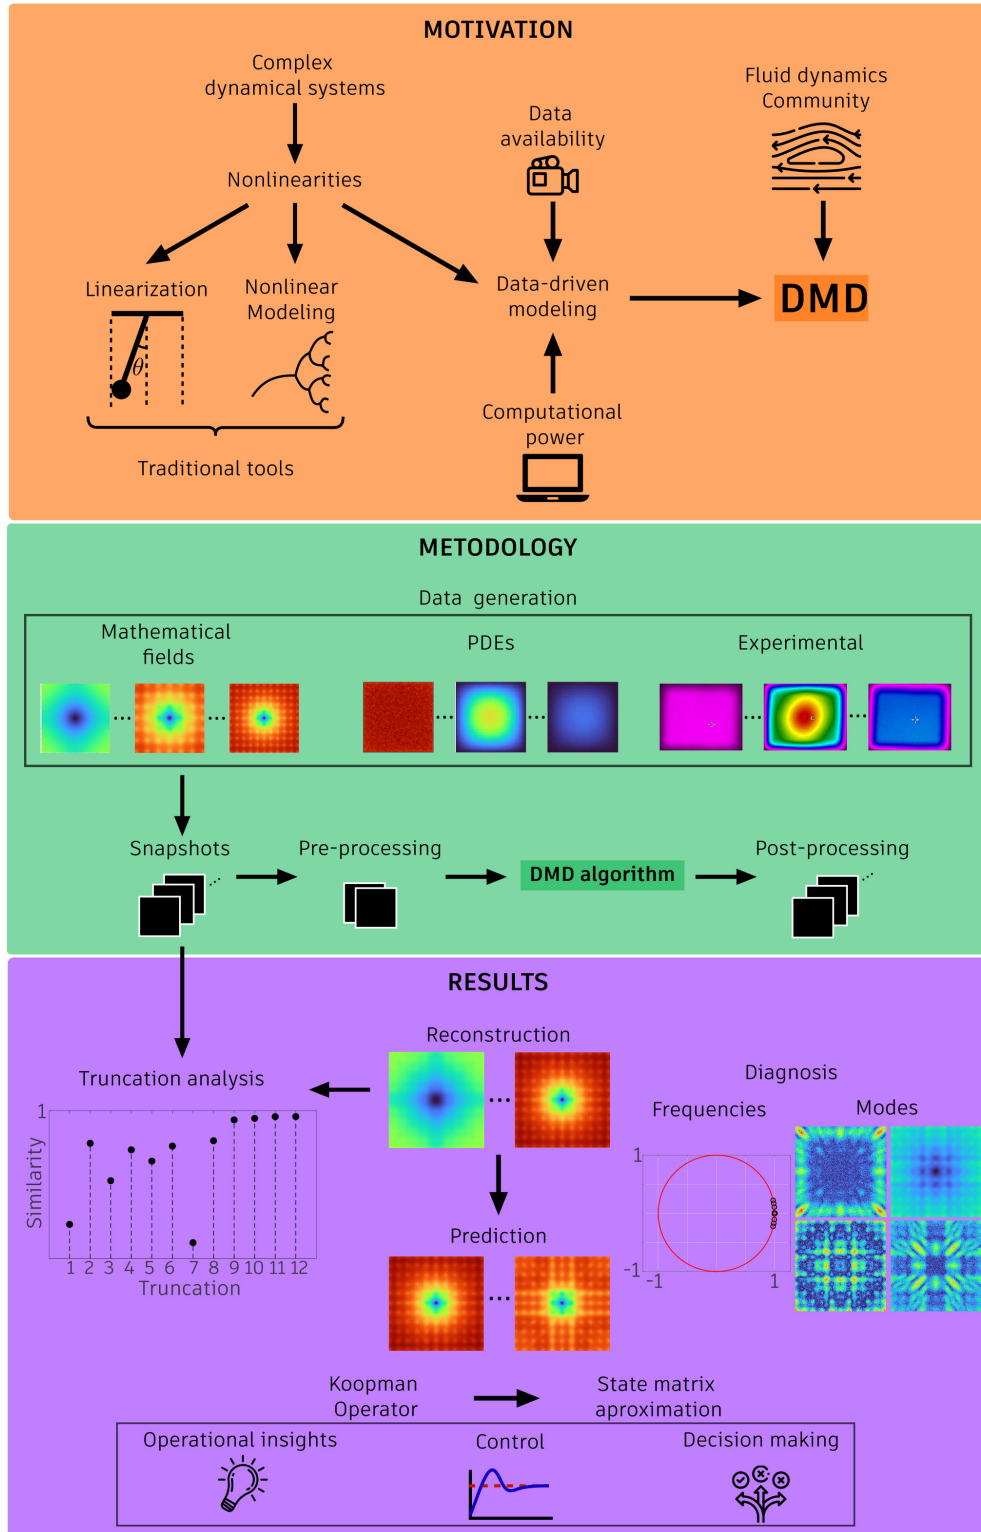 MOTIVATION
Complex
dynamical systems
Fluid dynamics
Community
Data
availability
Nonlinearities
Linearization
Nonlinear
Modeling
Data-driven
modeling
DMD
θ
Computational
power
Traditional tools
METODOLOGY
Data generation
Mathematical
fields
PDEs
Experimental
Snapshots
Pre-processing
DMD algorithm
Post-processing
RESULTS
Reconstruction
Truncation analysis
Diagnosis
Frequencies
Modes
1
Similarity
1 2 3 4 5 6 7 8 9 10 11 12
Truncation
1
-1
-1 1
Prediction
Koopman
Operator
State matrix
aproximation
Operational insights
Control
Decision making